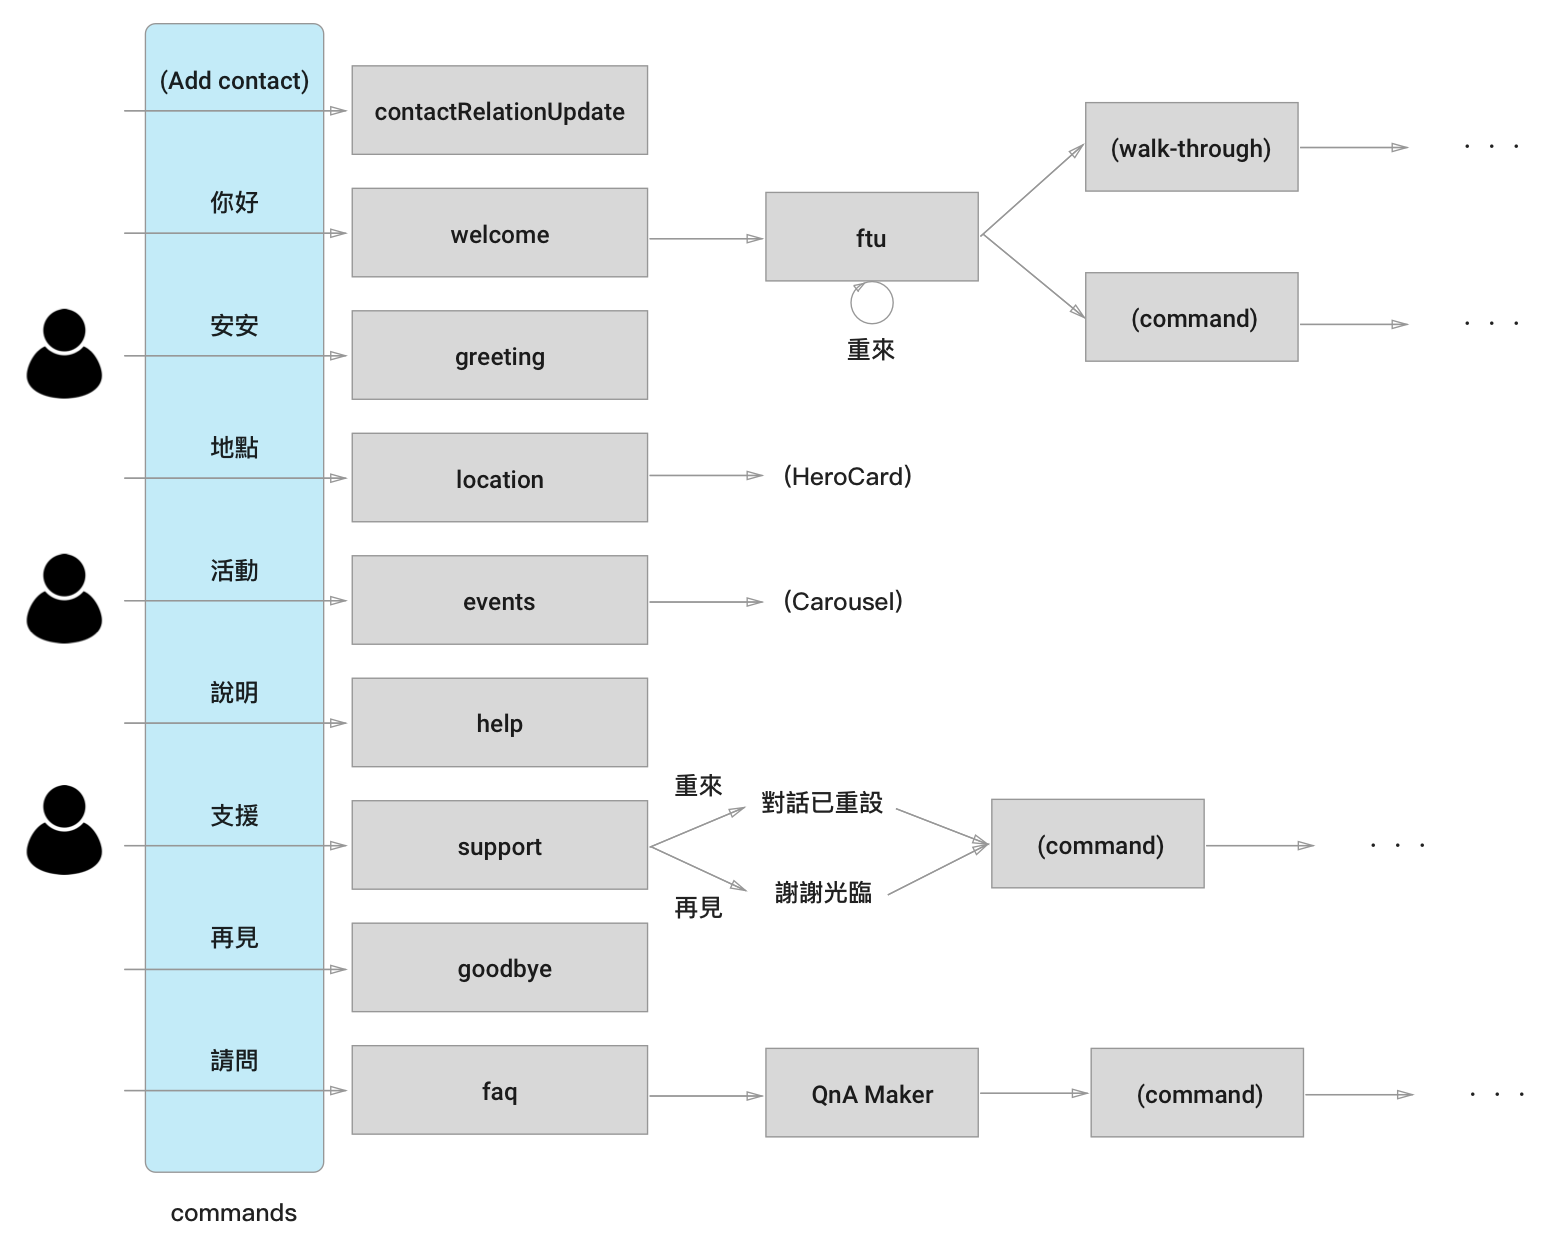 (Add contact)
contactRelationUpdate
(walk-through)
· · ·
你好
welcome
ftu
重來
(command)
· · ·
安安
greeting
地點
location
(HeroCard)
活動
events
(Carousel)
說明
help
支援
support
重來
對話已重設
再見
謝謝光臨
(command)
· · ·
再見
goodbye
請問
faq
QnA Maker
(command)
· · ·
commands